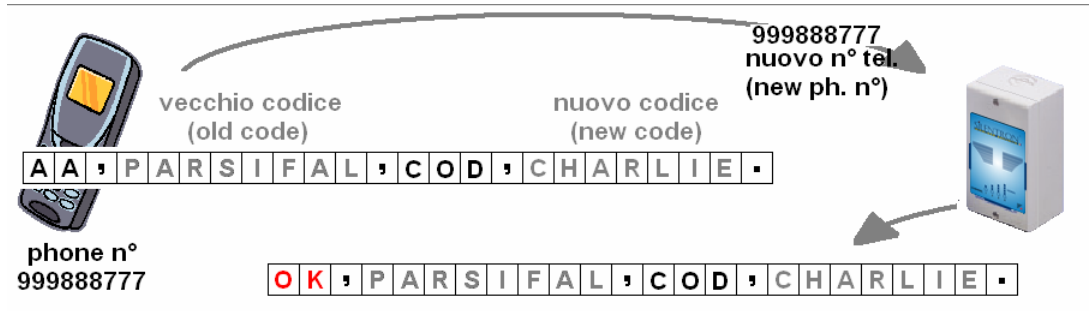 999888777
nuovo n° tel.
(new ph. n°)
vecchio codice
(old code)
nuovo codice
(new code)
AA,PARSIFAL,COD,CHARLIE.
SILENTRON
phone n°
999888777
OK,PARSIFAL,COD,CHARLIE.